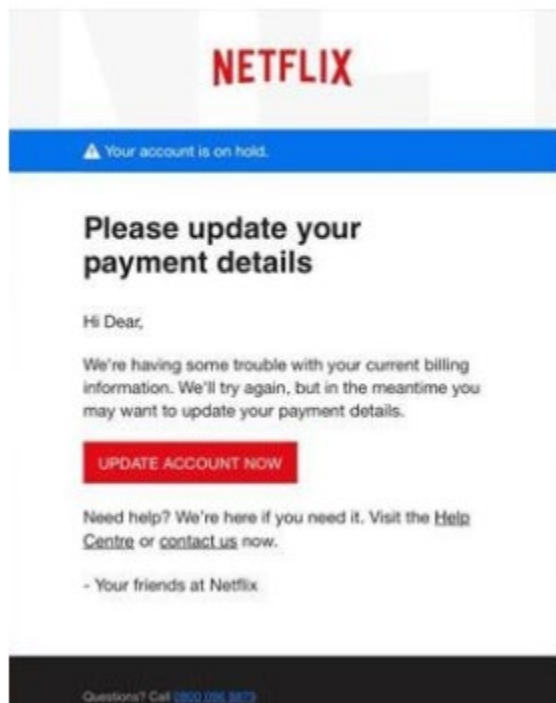 NETFLIX
Your account is on hold.
Please update your
payment details
Hi Dear,
We're having some trouble with your current billing
information. We'll try again, but in the meantime you
may want to update your payment details.
UPDATE ACCOUNT NOW
Need help? We're here if you need it. Visit the Help
Centre or contact us now.
- Your friends at Netflix
Questions? Call